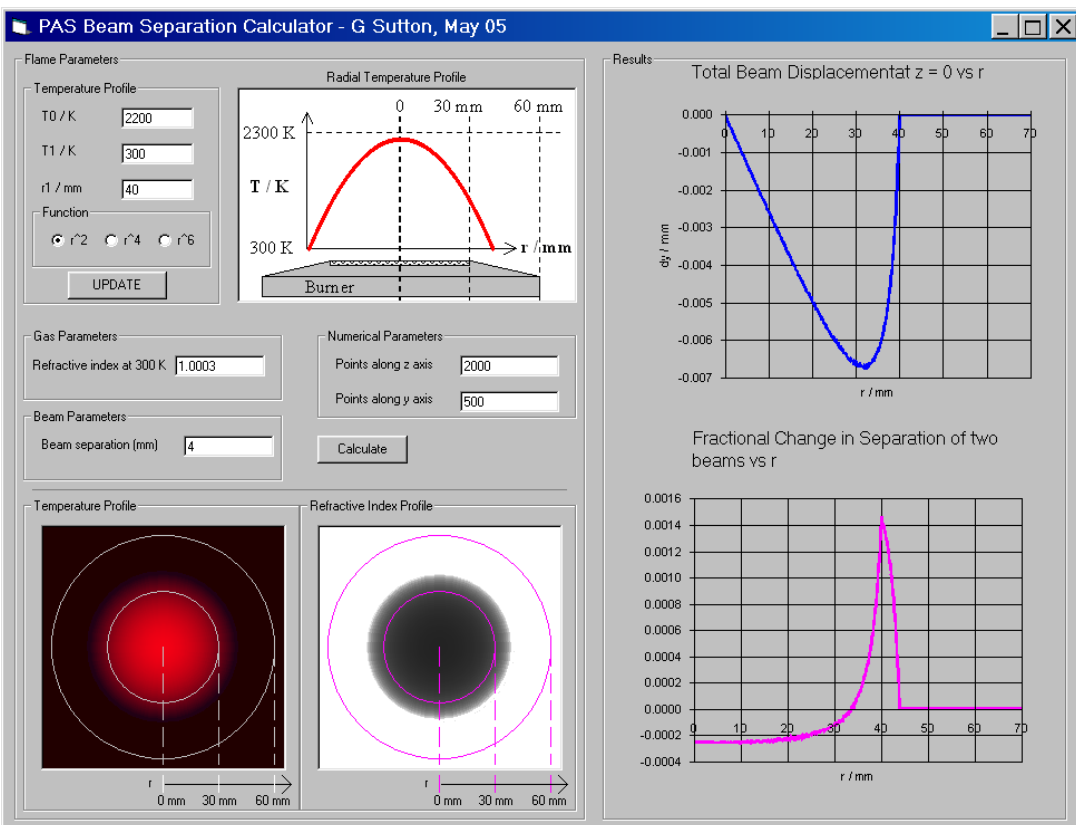 PAS Beam Separation Calculator - G Sutton, May 05
Flame Parameters
Temperature Profile
T0 / K 2200
T1 / K 300
r1 / mm 40
Function
r^2 r^4 r^6
UPDATE
Radial Temperature Profile
0 30 mm 60 mm
2300 K
T / K
300 K r / mm
Burner
Gas Parameters
Refractive index at 300 K 1.0003
Numerical Parameters
Points along z axis 2000
Points along y axis 500
Beam Parameters
Beam separation (mm) 4
Calculate
Temperature Profile
r
0 mm 30 mm 60 mm
Refractive Index Profile
r
0 mm 30 mm 60 mm
Results
Total Beam Displacementat z = 0 vs r
0.000
0 10 20 30 40 50 60 70
-0.001
-0.002
-0.003
-0.004
-0.005
-0.006
-0.007
dy / mm
r / mm
Fractional Change in Separation of two
beams vs r
0.0016
0.0014
0.0012
0.0010
0.0008
0.0006
0.0004
0.0002
0.0000
0 10 20 30 40 50 60 70
-0.0002
-0.0004
r / mm